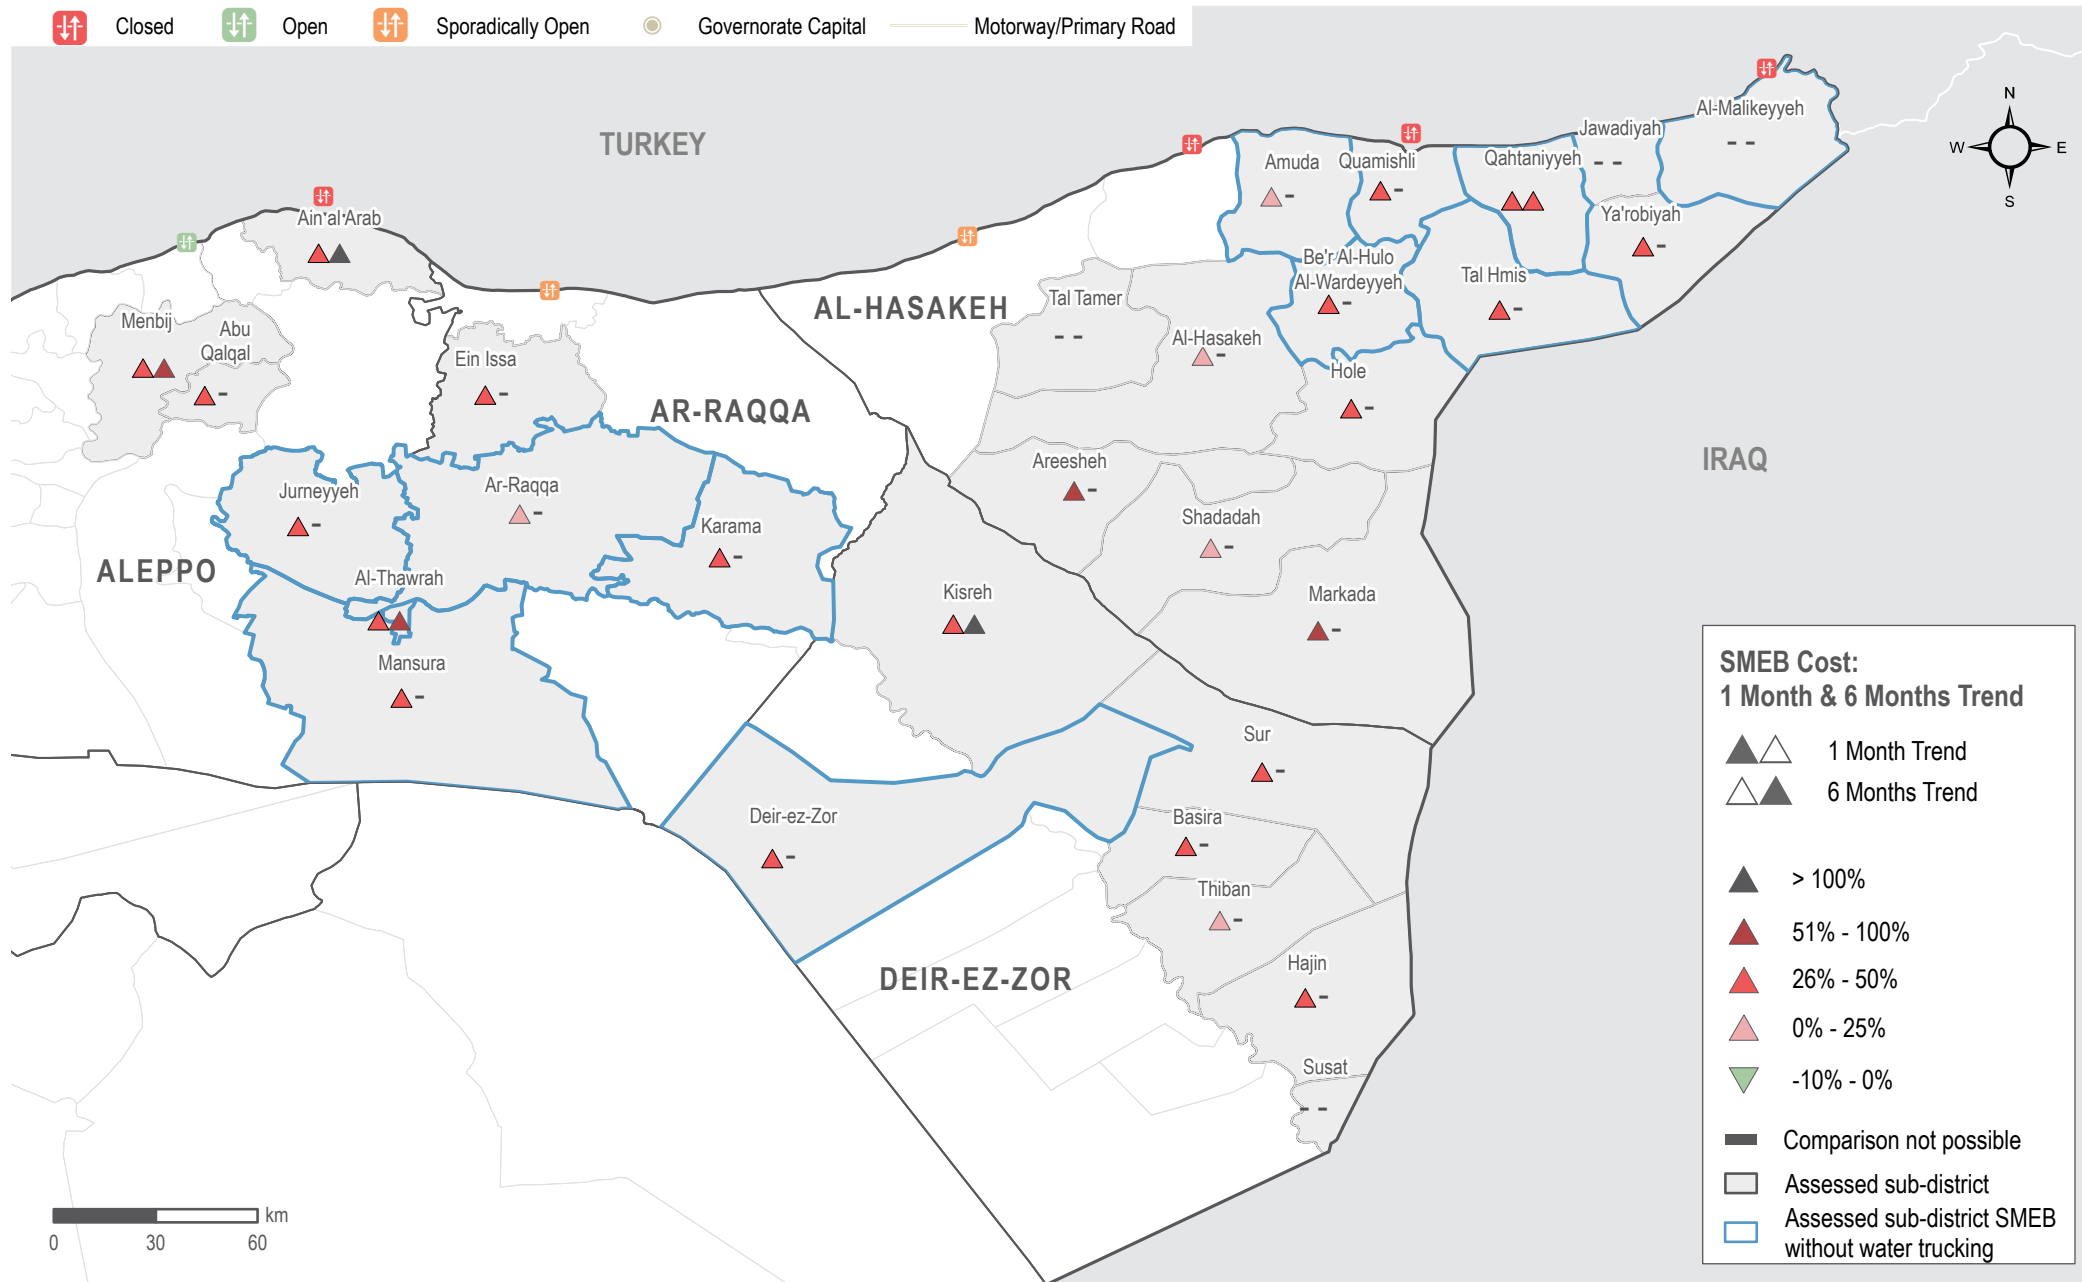 Closed
Open
Sporadically Open
Governorate Capital
Motorway/Primary Road
N
W
E
S
TURKEY
Al-Malikeyyeh
- -
Jawadiyah
- -
Qahtaniyyeh
Quamishli
-
Amuda
-
Ya'robiyah
-
Ain al Arab
Be'r Al-Hulo
Al-Wardeyyeh
-
Tal Hmis
-
Tal Tamer
- -
AL-HASAKEH
Al-Hasakeh
-
Menbij
Abu
Qalqal
-
Ein Issa
-
Hole
-
AR-RAQQA
IRAQ
Areesheh
-
Jurneyyeh
-
Ar-Raqqa
-
Shadadah
-
Karama
-
ALEPPO
Al-Thawrah
Kisreh
Markada
-
Mansura
-
Sur
-
Deir-ez-Zor
-
Basira
-
Thiban
-
DEIR-EZ-ZOR
Hajin
-
Susat
- -
SMEB Cost:
1 Month & 6 Months Trend
1 Month Trend
6 Months Trend
> 100%
51% - 100%
26% - 50%
0% - 25%
-10% - 0%
Comparison not possible
Assessed sub-district
Assessed sub-district SMEB
without water trucking
km
0 30 60